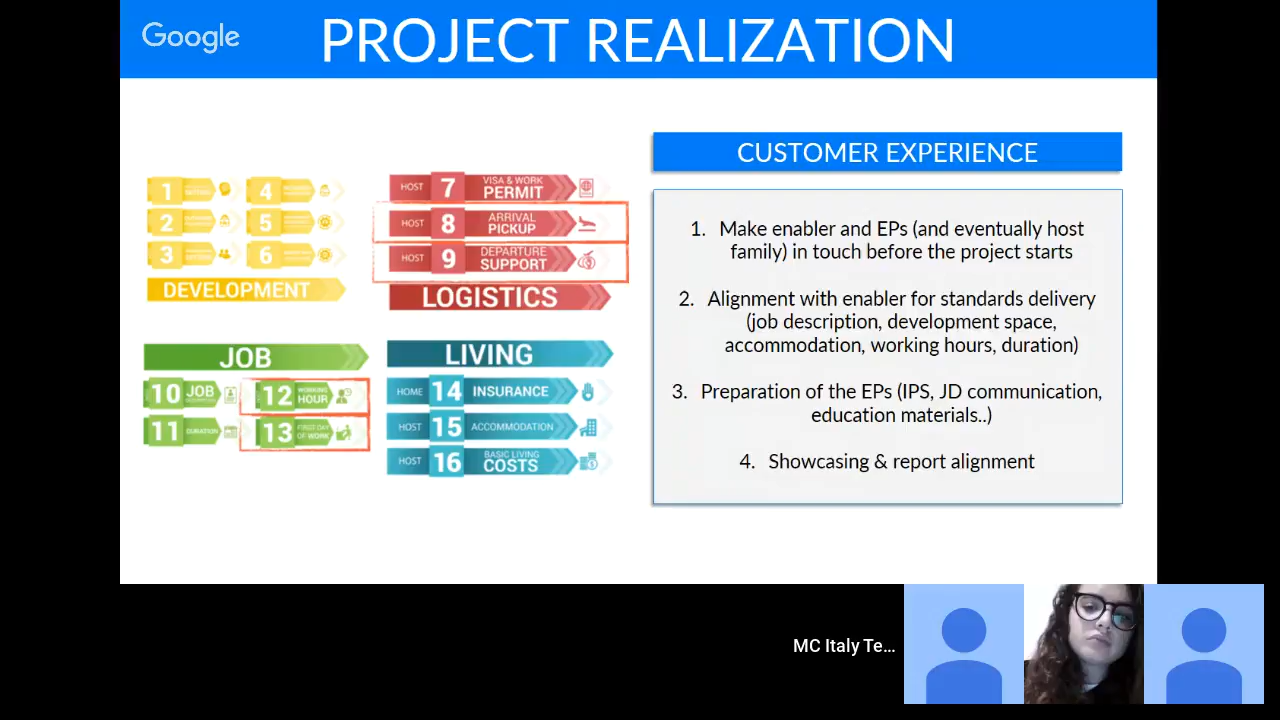 Google
PROJECT REALIZATION
1
4
2
5
3
6
DEVELOPMENT
HOST 7 VISA & WORK PERMIT
HOST 8 ARRIVAL PICKUP
HOST 9 DEPARTURE SUPPORT
LOGISTICS
JOB
10 JOB
12 WORKING HOUR
11 DURATION
13 FIRST DAY OF WORK
LIVING
HOME 14 INSURANCE
HOST 15 ACCOMMODATION
HOST 16 BASIC LIVING COSTS
CUSTOMER EXPERIENCE
1. Make enabler and EPs (and eventually host
family) in touch before the project starts
2. Alignment with enabler for standards delivery
(job description, development space,
accommodation, working hours, duration)
3. Preparation of the EPs (IPS, JD communication,
education materials..)
4. Showcasing & report alignment
MC Italy Te...